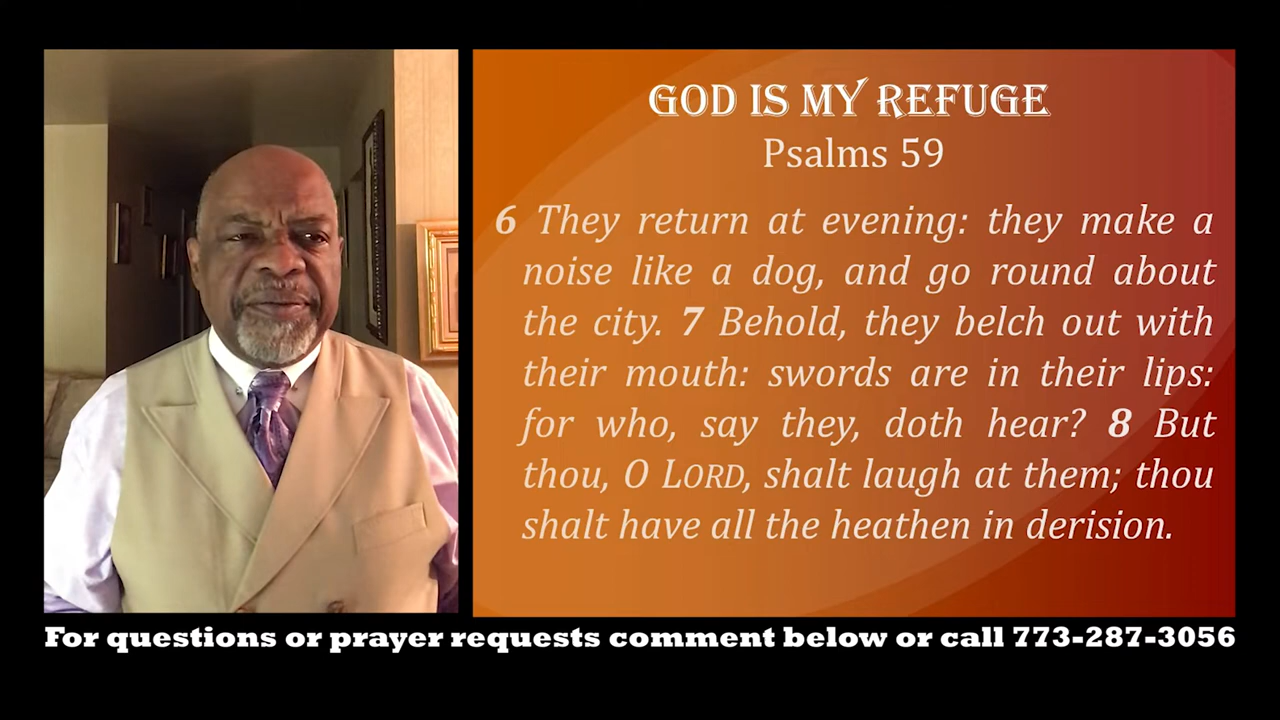 GOD IS MY REFUGE
Psalms 59
6 They return at evening: they make a
noise like a dog, and go round about
the city. 7 Behold, they belch out with
their mouth: swords are in their lips:
for who, say they, doth hear? 8 But
thou, O LORD, shalt laugh at them; thou
shalt have all the heathen in derision.
For questions or prayer requests comment below or call 773-287-3056